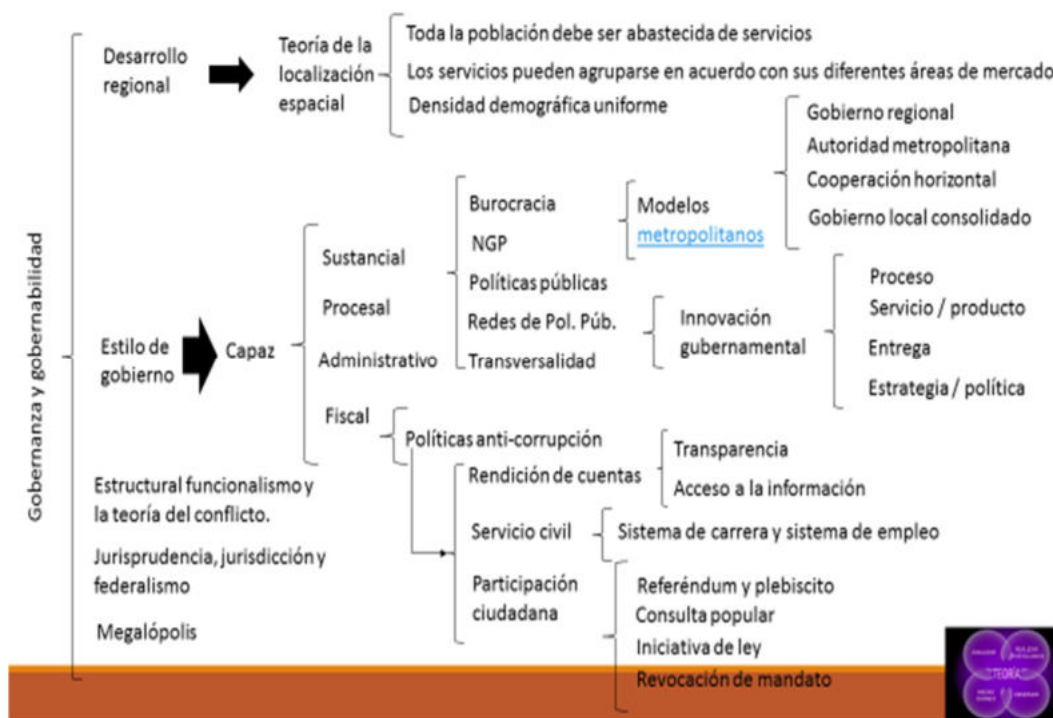 Gobernanza y gobernabilidad
Desarrollo
regional
Teoría de la
localización
espacial
Toda la población debe ser abastecida de servicios
Los servicios pueden agruparse en acuerdo con sus diferentes áreas de mercado
Densidad demográfica uniforme
Estilo de
gobierno
Capaz
Sustancial
Procesal
Administrativo
Fiscal
Burocracia
NGP
Políticas públicas
Redes de Pol. Púb.
Transversalidad
Modelos
metropolitanos
Gobierno regional
Autoridad metropolitana
Cooperación horizontal
Gobierno local consolidado
Innovación
gubernamental
Proceso
Servicio / producto
Entrega
Estrategia / política
Políticas anti-corrupción
Rendición de cuentas
Transparencia
Acceso a la información
Servicio civil
Sistema de carrera y sistema de empleo
Participación
ciudadana
Referéndum y plebiscito
Consulta popular
Iniciativa de ley
Revocación de mandato
Estructural funcionalismo y
la teoría del conflicto.
Jurisprudencia, jurisdicción y
federalismo
Megalópolis
TEORÍA